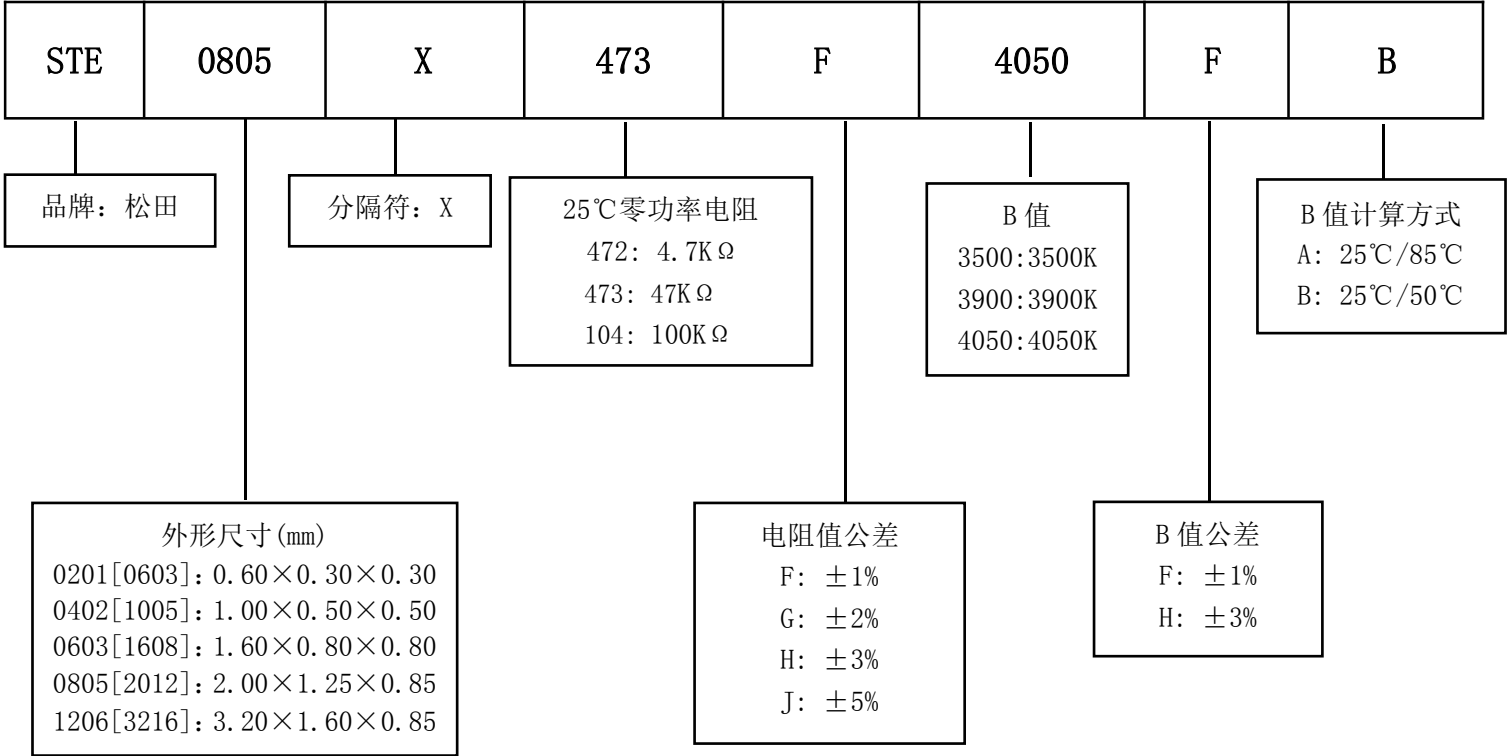 STE 0805 X 473 F 4050 F B
品牌：松田
分隔符：X
25℃零功率电阻
472: 4.7KΩ
473: 47KΩ
104: 100KΩ
B值
3500:3500K
3900:3900K
4050:4050K
B值计算方式
A: 25℃/85℃
B: 25℃/50℃
外形尺寸(mm)
0201[0603]：0.60×0.30×0.30
0402[1005]：1.00×0.50×0.50
0603[1608]：1.60×0.80×0.80
0805[2012]：2.00×1.25×0.85
1206[3216]：3.20×1.60×0.85
电阻值公差
F: ±1%
G: ±2%
H: ±3%
J: ±5%
B值公差
F: ±1%
H: ±3%